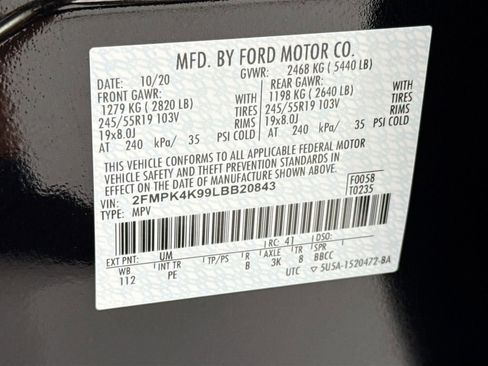 MFD. BY FORD MOTOR CO.
DATE: 10/20 GVWR: 2468 KG ( 5440 LB)
FRONT GAWR: REAR GAWR:
1279 KG ( 2820 LB) WITH 1198 KG ( 2640 LB) WITH
245/55R19 103V TIRES 245/55R19 103V TIRES
19x8.0J RIMS 19x8.0J RIMS
AT 240 kPa/ 35 PSI COLD AT 240 kPa/ 35 PSI COLD
THIS VEHICLE CONFORMS TO ALL APPLICABLE FEDERAL MOTOR
VEHICLE SAFETY AND THEFT PREVENTION STANDARDS IN
EFFECT ON THE DATE OF MANUFACTURE SHOWN ABOVE.
VIN: 2FMPK4K99LBB20843 F0058
TYPE: MPV T0235
EXT PNT: UM RC: 41 DSO:
WB INT TR TP/PS R AXLE TR SPR
112 PE B 3K 8 BBCC
UTC ▽5U5A-1520472-BA